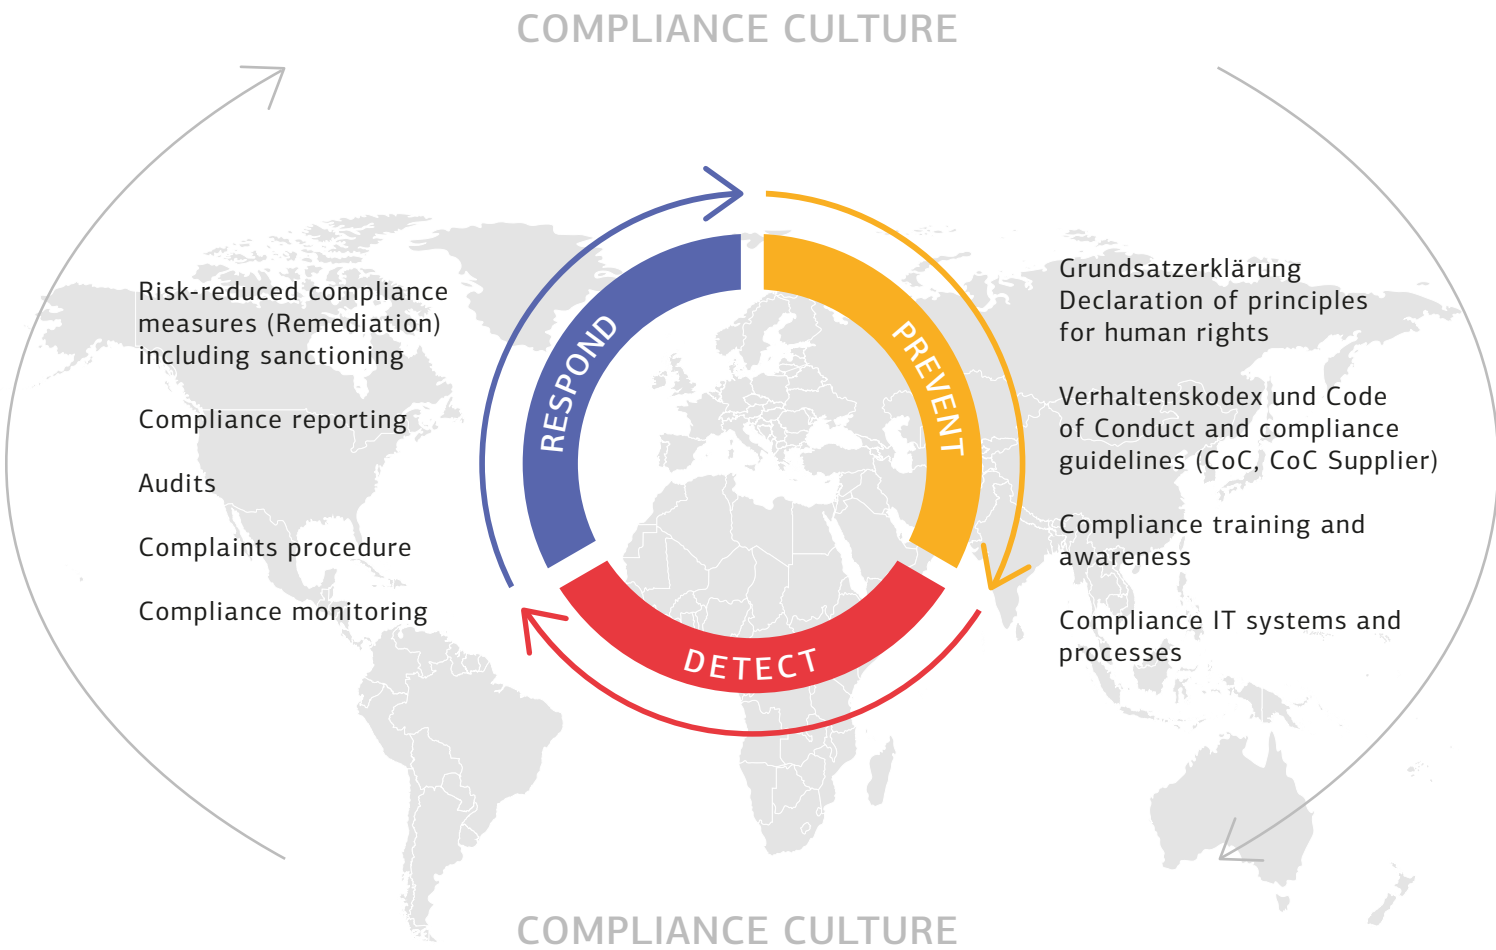 COMPLIANCE CULTURE
Risk-reduced compliance
measures (Remediation)
including sanctioning
Compliance reporting
Audits
Complaints procedure
Compliance monitoring
RESPOND
PREVENT
DETECT
Grundsatzerklärung
Declaration of principles
for human rights
Verhaltenskodex und Code
of Conduct and compliance
guidelines (CoC, CoC Supplier)
Compliance training and
awareness
Compliance IT systems and
processes
COMPLIANCE CULTURE